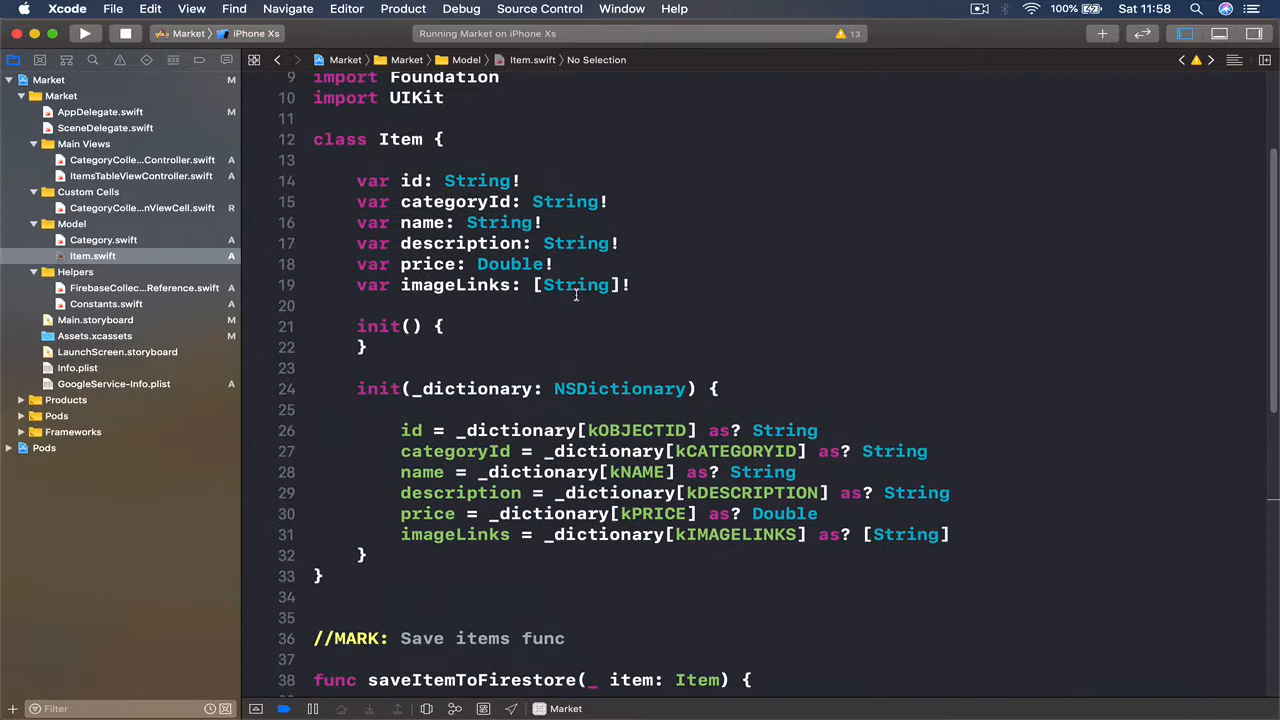 Xcode File Edit View Find Navigate Editor Product Debug Source Control Window Help 100% Sat 11:58
Market iPhone Xs Running Market on iPhone Xs 13
Market Market Model Item.swift No Selection
Market M
Market
AppDelegate.swift M
SceneDelegate.swift
Main Views
CategoryColle...Controller.swift A
ItemsTableViewController.swift A
Custom Cells
CategoryColle...nViewCell.swift R
Model
Category.swift A
Item.swift A
Helpers
FirebaseCollec...Reference.swift A
Constants.swift A
Main.storyboard A
Assets.xcassets M
LaunchScreen.storyboard
Info.plist
GoogleService-Info.plist A
Products
Pods
Frameworks
Pods
Filter
9 import Foundation
10 import UIKit
11
12 class Item {
13
14 var id: String!
15 var categoryId: String!
16 var name: String!
17 var description: String!
18 var price: Double!
19 var imageLinks: [String]!
20
21 init() {
22 }
23
24 init(_dictionary: NSDictionary) {
25
26 id = _dictionary[kOBJECTID] as? String
27 categoryId = _dictionary[kCATEGORYID] as? String
28 name = _dictionary[kNAME] as? String
29 description = _dictionary[kDESCRIPTION] as? String
30 price = _dictionary[kPRICE] as? Double
31 imageLinks = _dictionary[kIMAGELINKS] as? [String]
32 }
33 }
34
35
36 //MARK: Save items func
37
38 func saveItemToFirestore(_ item: Item) {
Market